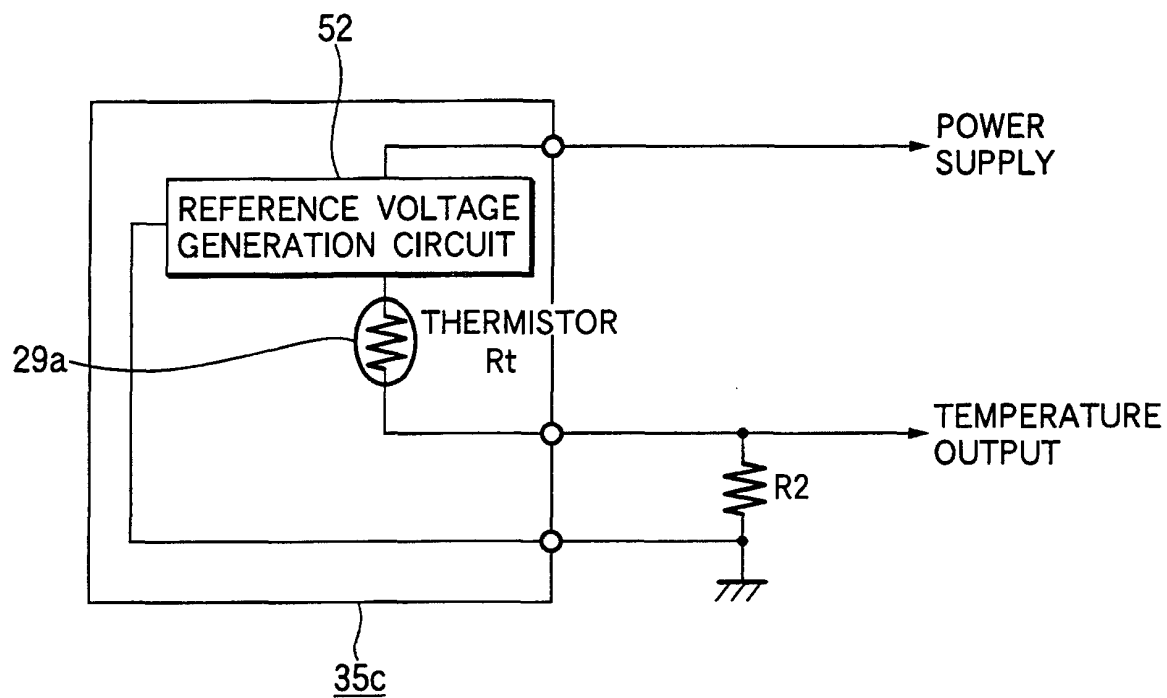 52
POWER
SUPPLY
REFERENCE VOLTAGE
GENERATION CIRCUIT
THERMISTOR
Rt
29a
TEMPERATURE
OUTPUT
R2
35c